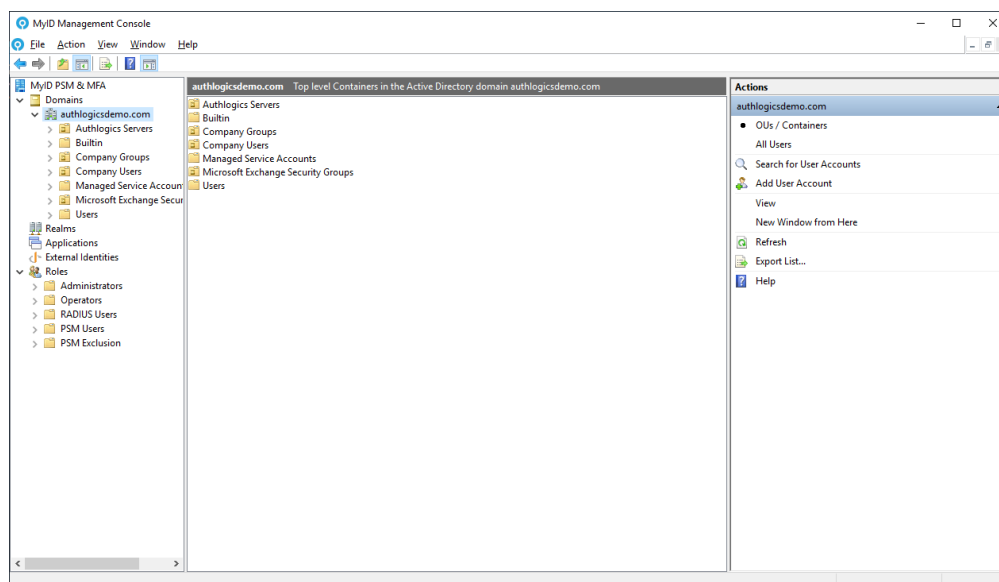 MyID Management Console
File Action View Window Help
MyID PSM & MFA
Domains
authlogicsdemo.com
Authlogics Servers
Builtin
Company Groups
Company Users
Managed Service Accoun
Microsoft Exchange Secur
Users
Realms
Applications
External Identities
Roles
Administrators
Operators
RADIUS Users
PSM Users
PSM Exclusion
authlogicsdemo.com Top level Containers in the Active Directory domain authlogicsdemo.com
Authlogics Servers
Builtin
Company Groups
Company Users
Managed Service Accounts
Microsoft Exchange Security Groups
Users
Actions
authlogicsdemo.com
OUs / Containers
All Users
Search for User Accounts
Add User Account
View
New Window from Here
Refresh
Export List...
Help